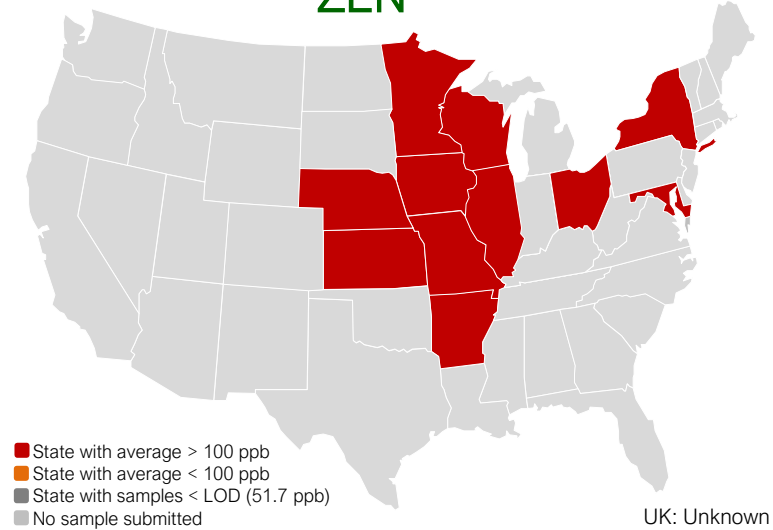 ZEN
State with average > 100 ppb
State with average < 100 ppb
State with samples < LOD (51.7 ppb)
No sample submitted
UK: Unknown